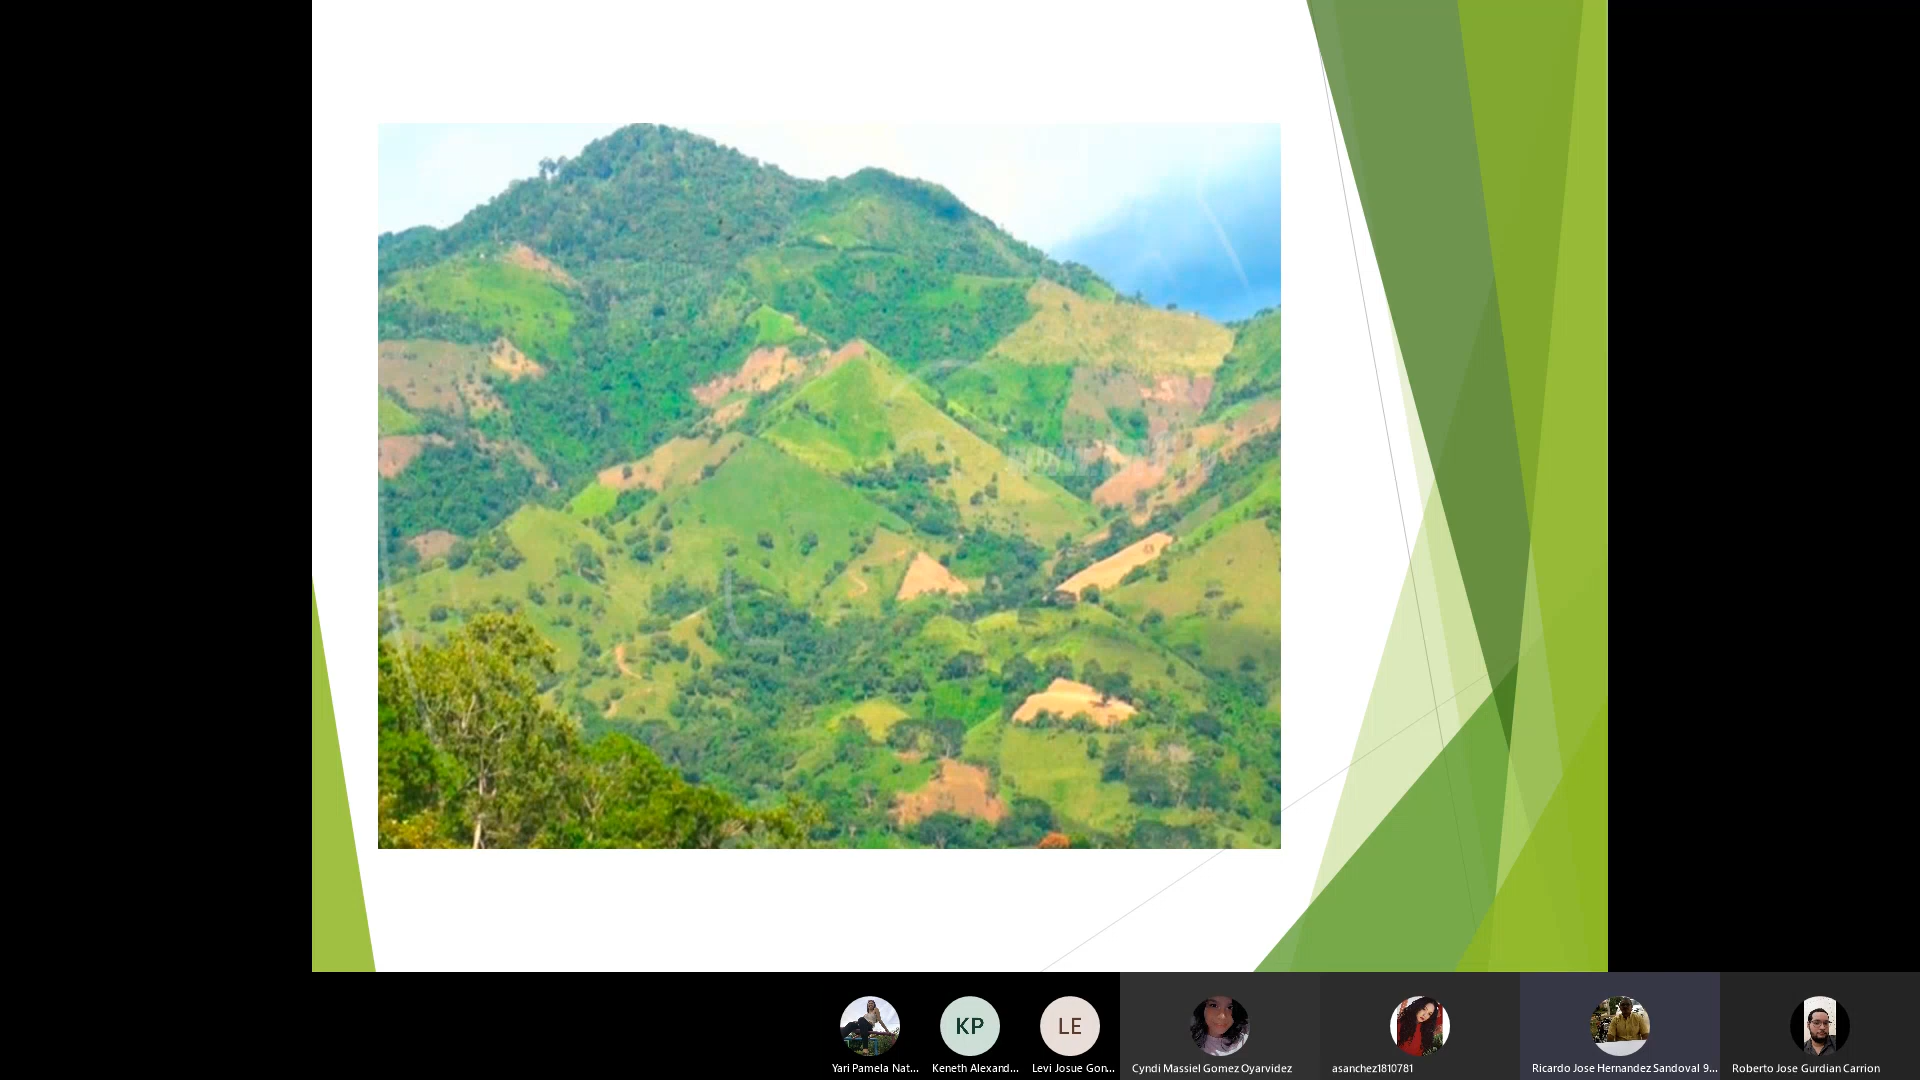 KP
LE
Yari Pamela Nat...
Keneth Alexand...
Levi Josue Gon...
Cyndi Massiel Gomez Oyarvidez
asanchez1810781
Ricardo Jose Hernandez Sandoval 9...
Roberto Jose Gurdian Carrion